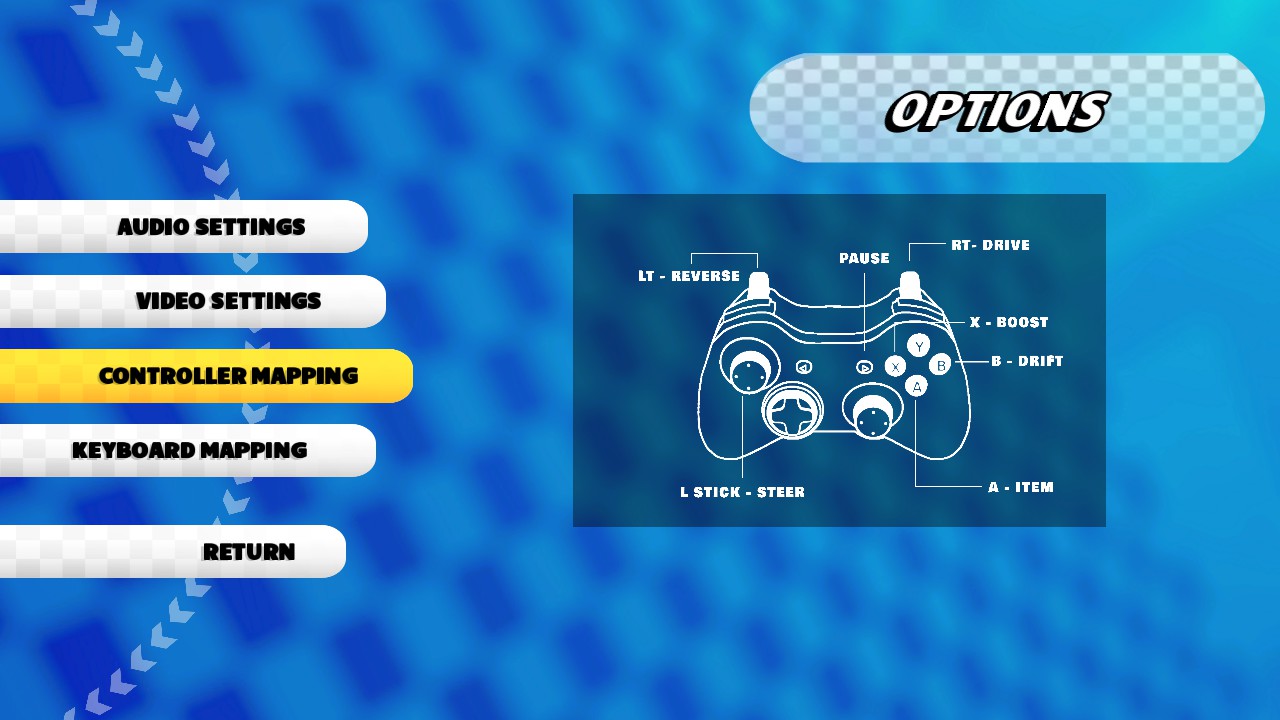 OPTIONS
AUDIO SETTINGS
VIDEO SETTINGS
CONTROLLER MAPPING
KEYBOARD MAPPING
RETURN
RT- DRIVE
PAUSE
LT - REVERSE
X - BOOST
Y
B - DRIFT
X
B
A
L STICK - STEER
A - ITEM